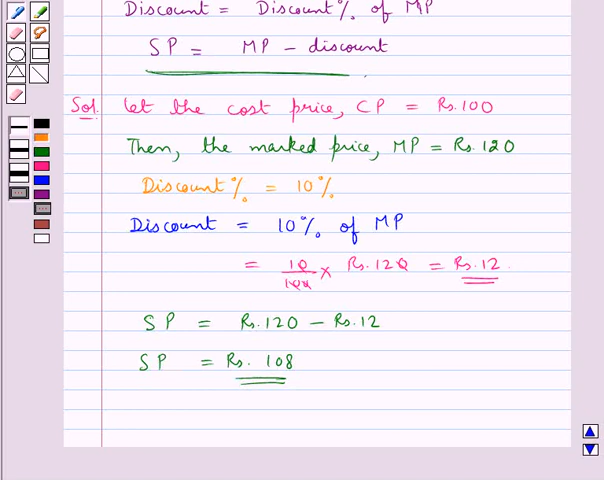 Discount = Discount% of MP
SP = MP - discount
Sol. Let the cost price, CP = Rs.100
Then, the marked price, MP = Rs.120
Discount% = 10%
Discount = 10% of MP
= 10/100 × Rs.120 = Rs.12.
SP = Rs.120 - Rs.12
SP = Rs. 108